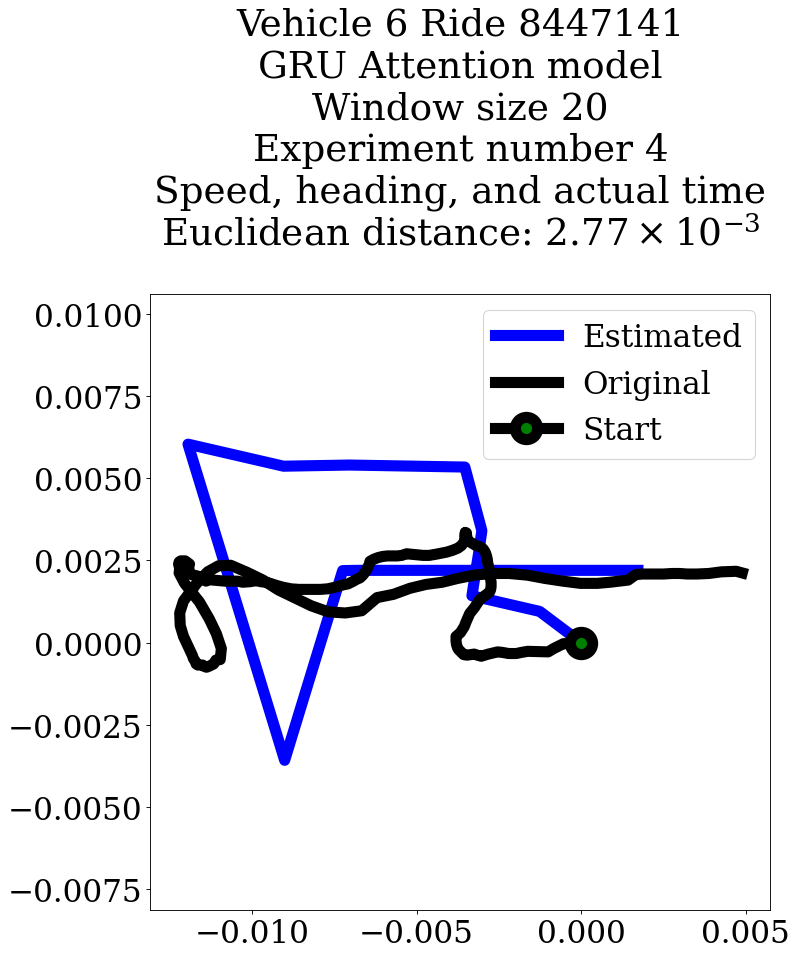 Vehicle 6 Ride 8447141
GRU Attention model
Window size 20
Experiment number 4
Speed, heading, and actual time
Euclidean distance: 2.77 × 10⁻³
0.0100
0.0075
0.0050
0.0025
0.0000
−0.0025
−0.0050
−0.0075
Estimated
Original
Start
−0.010
−0.005
0.000
0.005